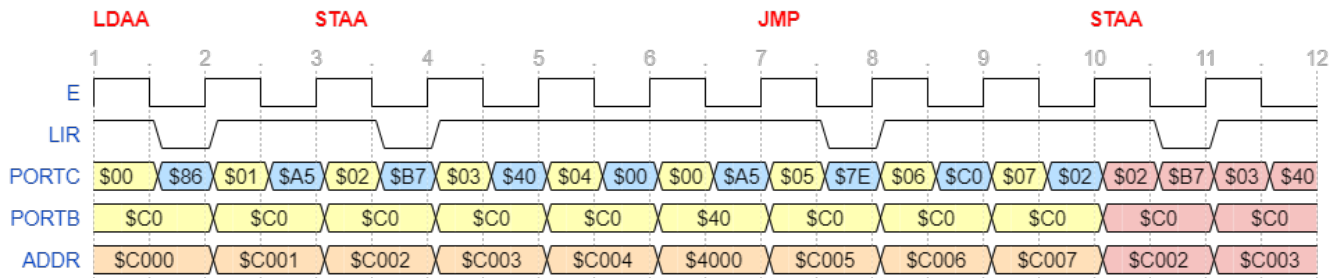 LDAA STAA JMP STAA
1 . 2 . 3 . 4 . 5 . 6 . 7 . 8 . 9 . 10 . 11 . 12
E
LIR
PORTC $00 $86 $01 $A5 $02 $B7 $03 $40 $04 $00 $00 $A5 $05 $7E $06 $C0 $07 $02 $02 $B7 $03 $40
PORTB $C0 $C0 $C0 $C0 $C0 $40 $C0 $C0 $C0 $C0 $C0
ADDR $C000 $C001 $C002 $C003 $C004 $4000 $C005 $C006 $C007 $C002 $C003